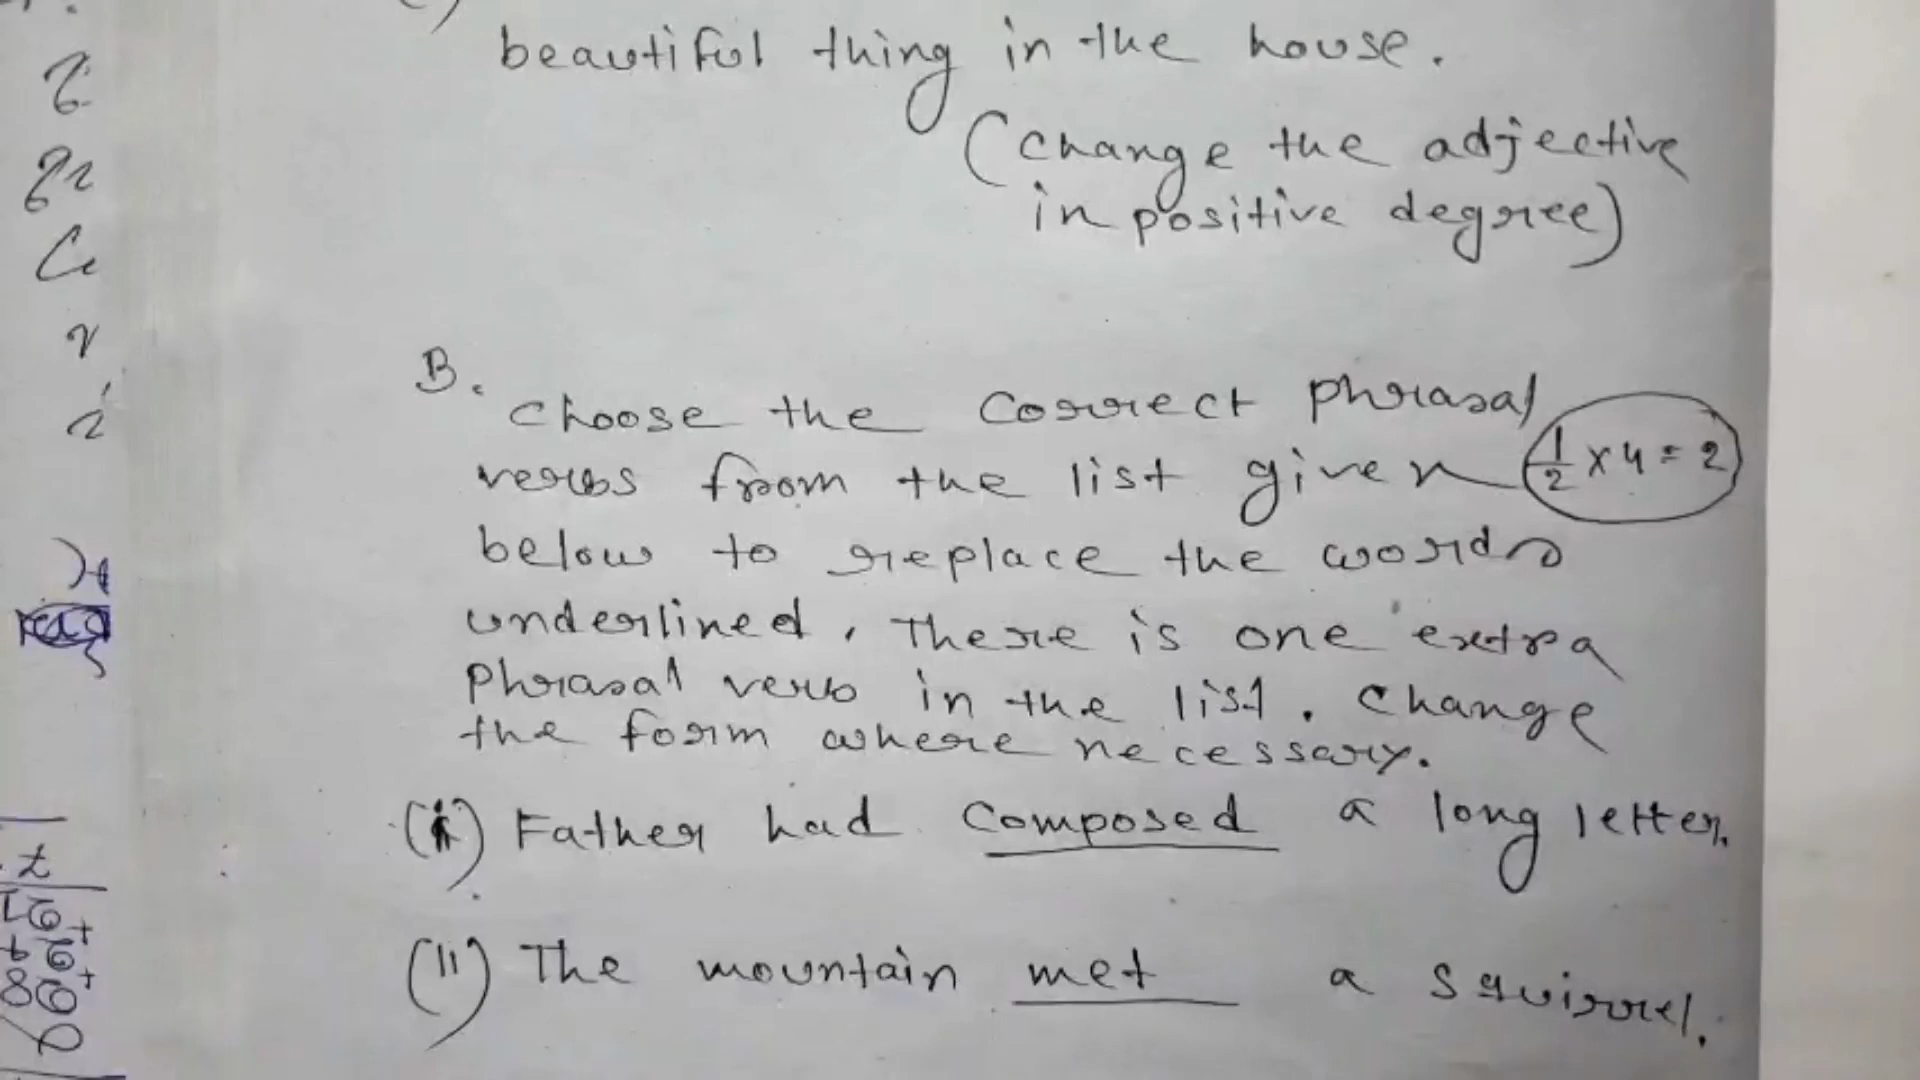 beautiful thing in the house.
(Change the adjective
in positive degree)
B.
choose the correct phrasal
verbs from the list given
1/2 x 4 = 2
below to replace the words
underlined, There is one extra
phrasal verb in the list. Change
the form where necessary.
(i) Father had composed a long letter.
(ii) The mountain met a squirrel.